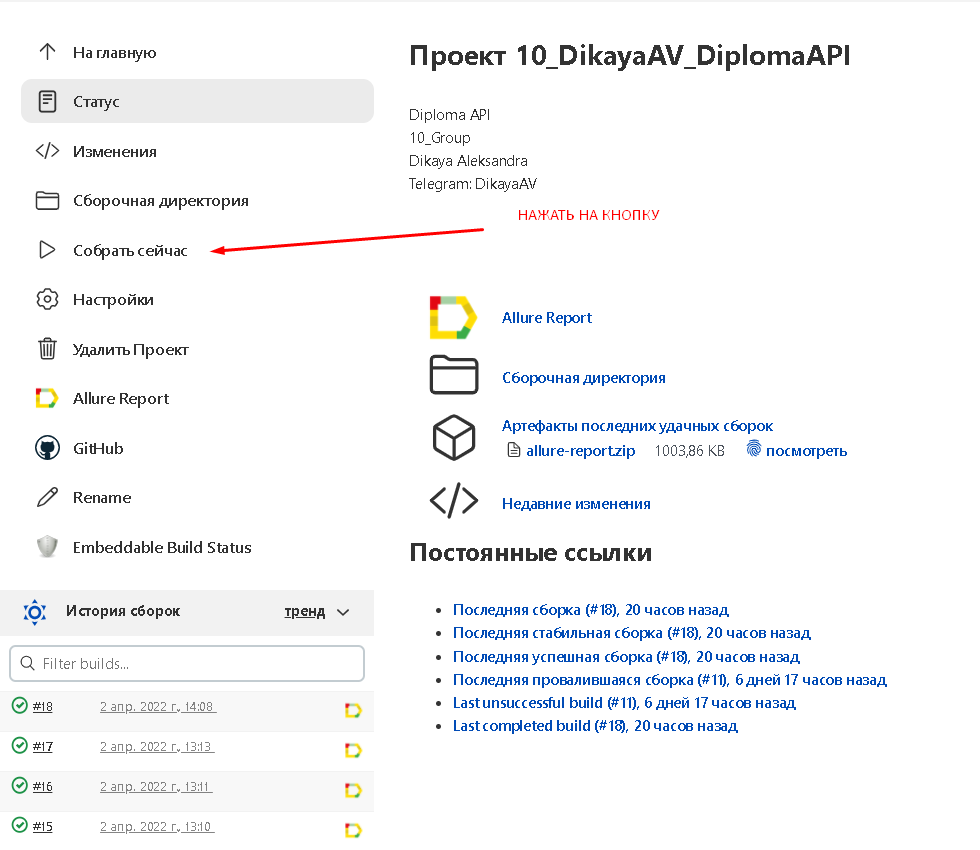 На главную
Статус
Изменения
Сборочная директория
Собрать сейчас
Настройки
Удалить Проект
Allure Report
GitHub
Rename
Embeddable Build Status
История сборок тренд
Filter builds...
#18 2 апр. 2022 г., 14:08
#17 2 апр. 2022 г., 13:13
#16 2 апр. 2022 г., 13:11
#15 2 апр. 2022 г., 13:10
Проект 10_DikayaAV_DiplomaAPI
Diploma API
10_Group
Dikaya Aleksandra
Telegram: DikayaAV
НАЖАТЬ НА КНОПКУ
Allure Report
Сборочная директория
Артефакты последних удачных сборок
allure-report.zip 1003,86 KB посмотреть
Недавние изменения
Постоянные ссылки
Последняя сборка (#18), 20 часов назад
Последняя стабильная сборка (#18), 20 часов назад
Последняя успешная сборка (#18), 20 часов назад
Последняя провалившаяся сборка (#11), 6 дней 17 часов назад
Last unsuccessful build (#11), 6 дней 17 часов назад
Last completed build (#18), 20 часов назад